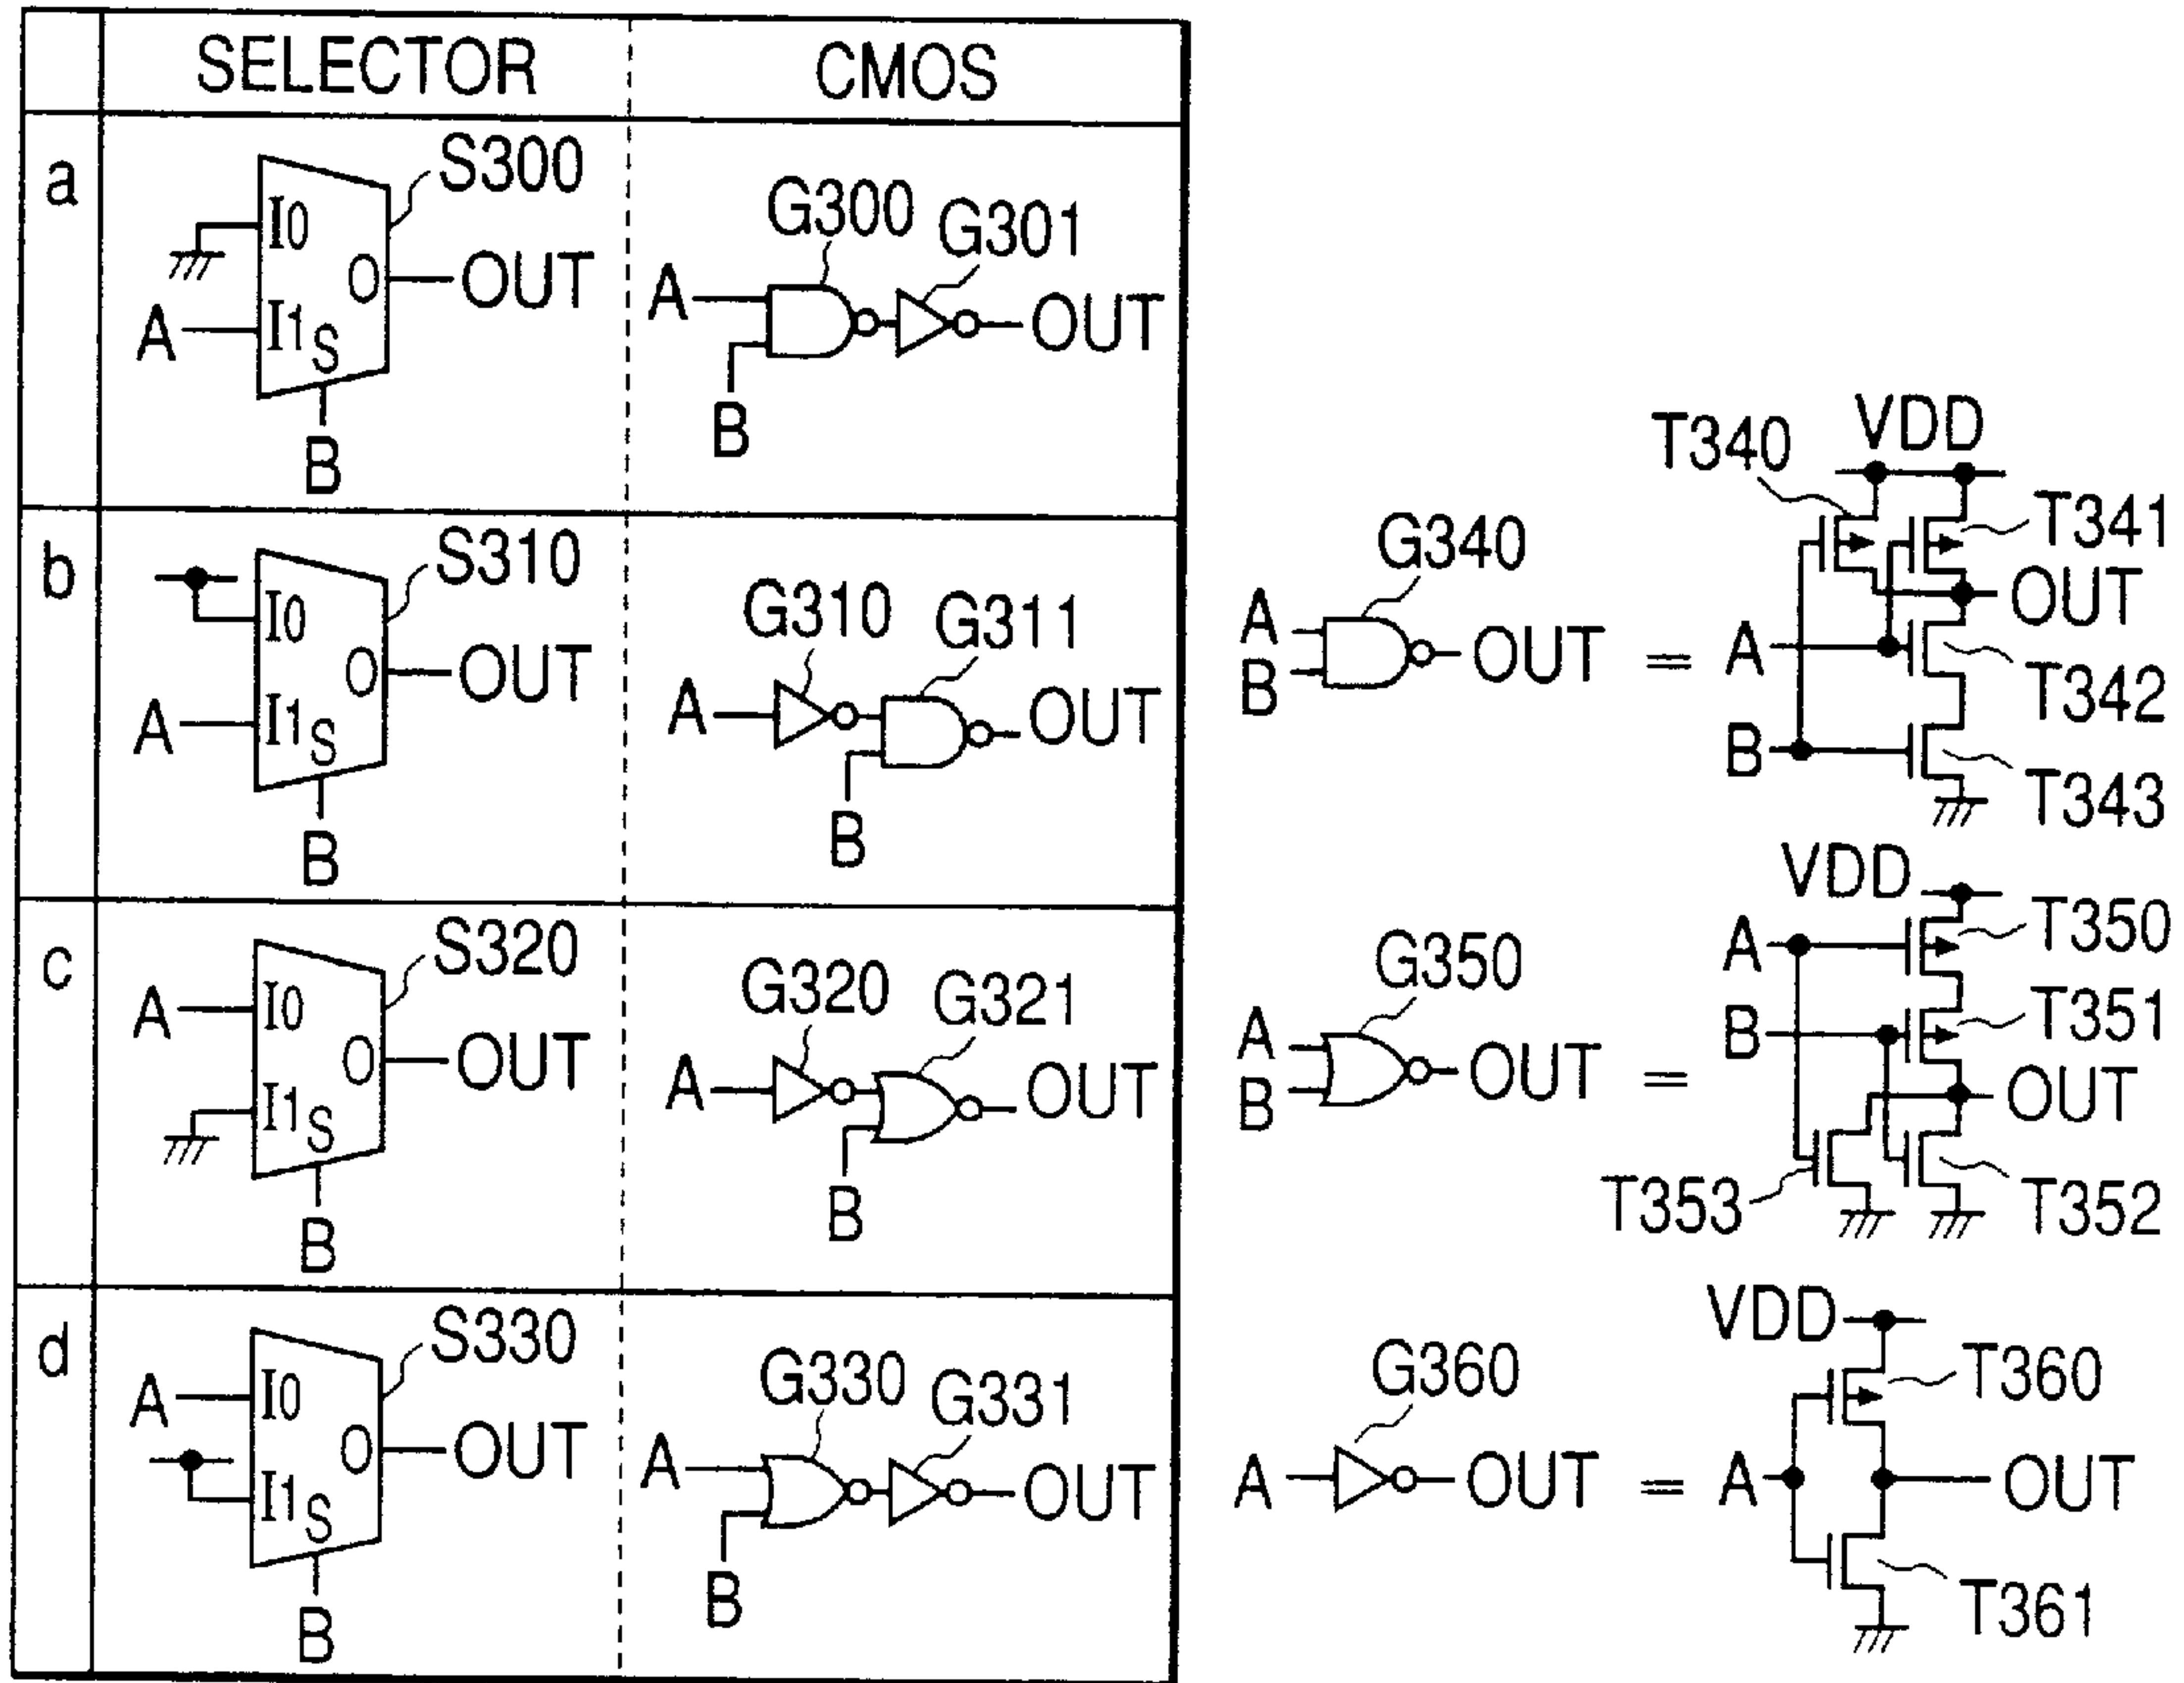 SELECTOR CMOS
a
S300
I0
O
OUT
A
I1
S
B
G300
G301
A
OUT
B
b
S310
I0
O
OUT
A
I1
S
B
G310
G311
A
OUT
B
c
S320
A
I0
O
OUT
I1
S
B
G320
G321
A
OUT
B
d
S330
A
I0
O
OUT
I1
S
B
G330
G331
A
OUT
B
G340
A
B
OUT
=
T340
VDD
T341
OUT
A
T342
B
T343
G350
A
B
OUT
=
VDD
T350
A
T351
B
OUT
T353
T352
G360
A
OUT
=
VDD
T360
A
OUT
T361